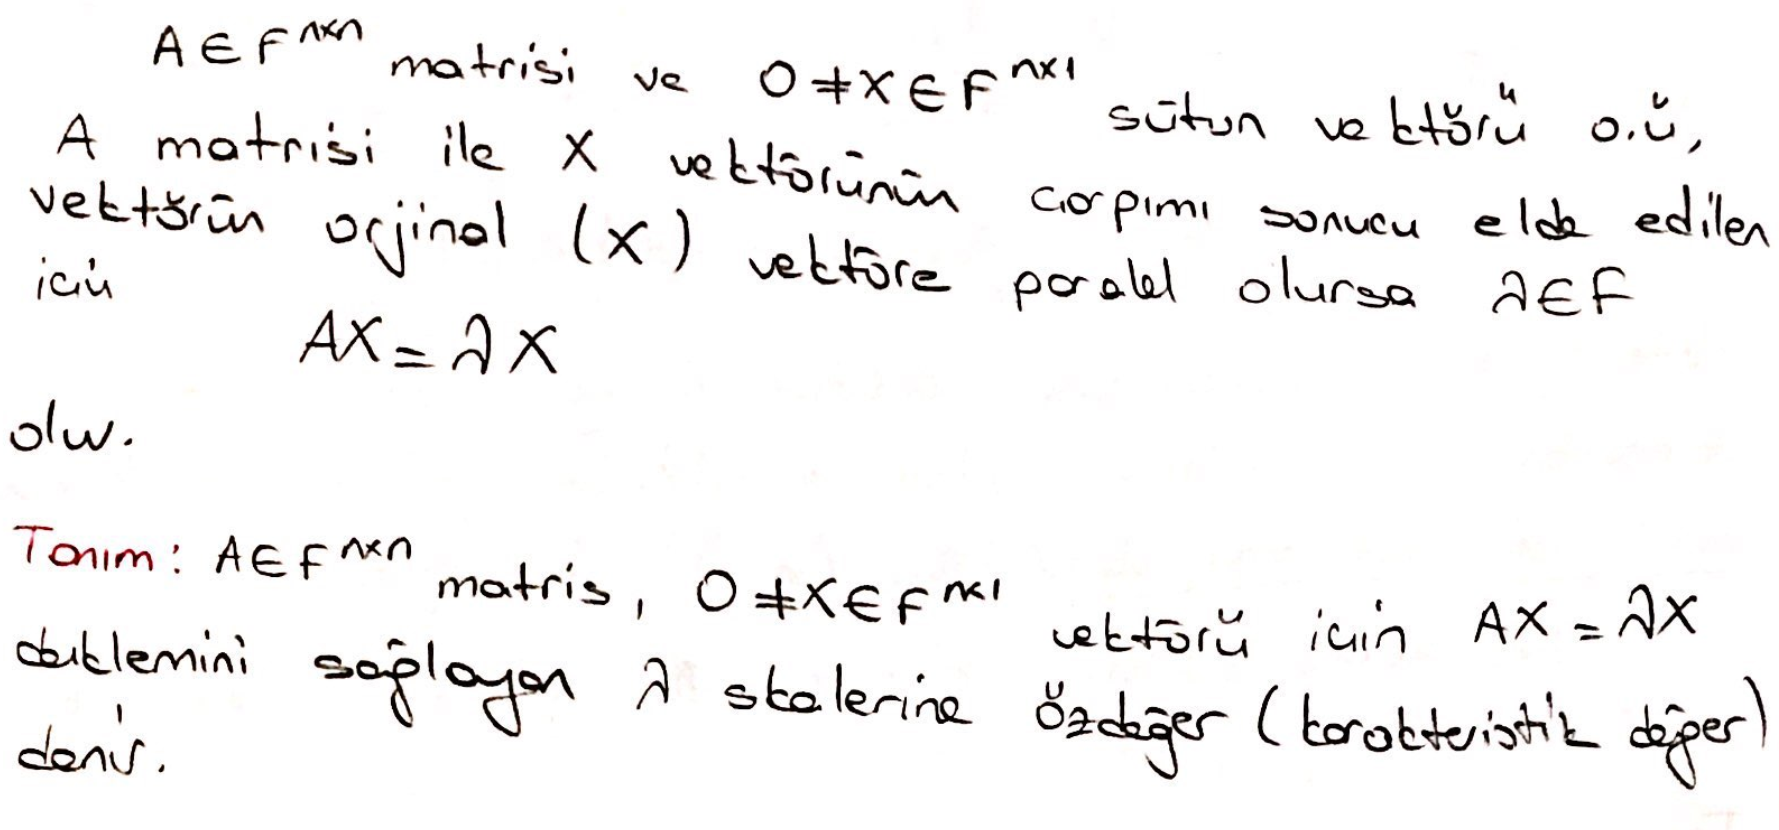 A ∈ F^{n×n} matrisi ve 0 ≠ X ∈ F^{n×1} sütun vektörü o.ü,
A matrisi ile X vektörünün çarpımı sonucu elde edilen
vektörün orjinal (X) vektöre paralel olursa λ ∈ F
için
AX = λX
olur.
Tanım: A ∈ F^{n×n} matris, 0 ≠ X ∈ F^{n×1} vektörü için AX = λX
denklemini sağlayan λ skalerine özdeğer (karakteristik değer)
denir.